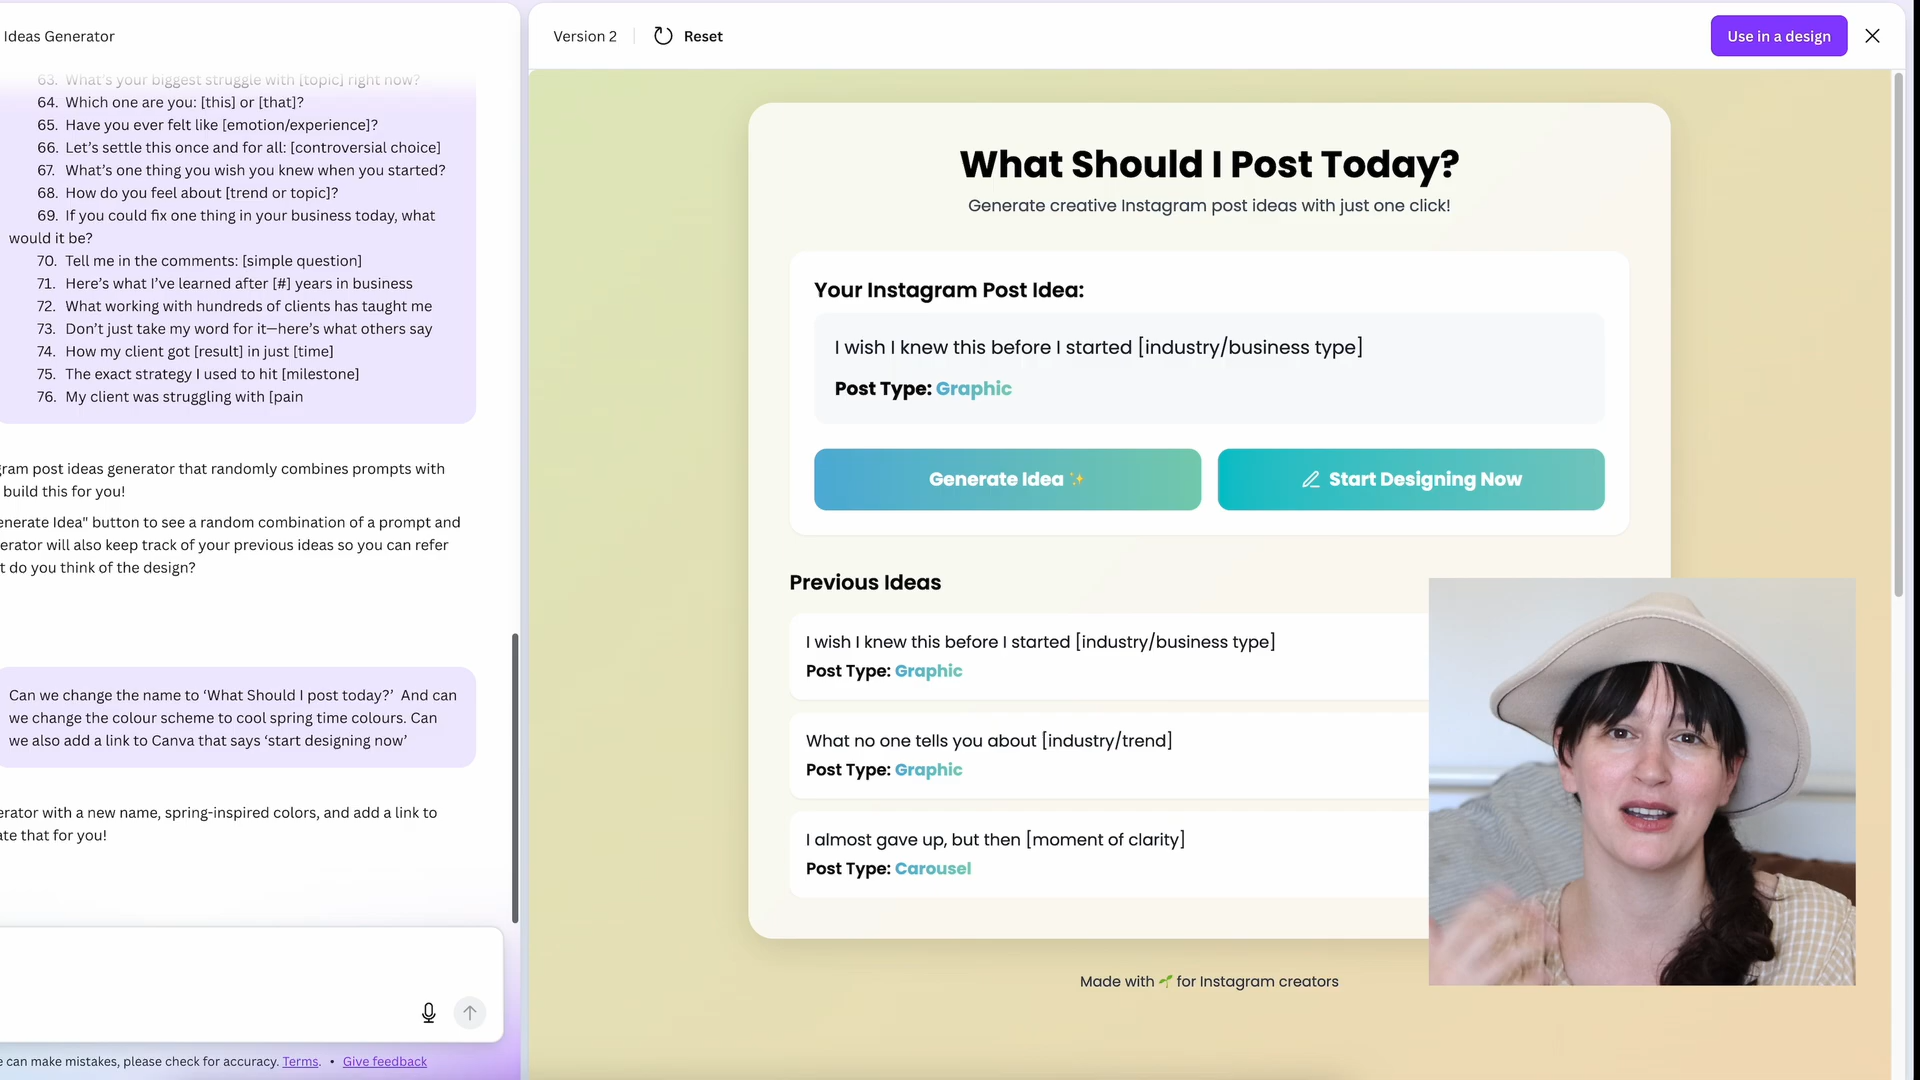 Ideas Generator
63. What's your biggest struggle with [topic] right now?
64. Which one are you: [this] or [that]?
65. Have you ever felt like [emotion/experience]?
66. Let's settle this once and for all: [controversial choice]
67. What's one thing you wish you knew when you started?
68. How do you feel about [trend or topic]?
69. If you could fix one thing in your business today, what
would it be?
70. Tell me in the comments: [simple question]
71. Here's what I've learned after [#] years in business
72. What working with hundreds of clients has taught me
73. Don't just take my word for it—here's what others say
74. How my client got [result] in just [time]
75. The exact strategy I used to hit [milestone]
76. My client was struggling with [pain
gram post ideas generator that randomly combines prompts with
build this for you!
enerate Idea" button to see a random combination of a prompt and
erator will also keep track of your previous ideas so you can refer
t do you think of the design?
Can we change the name to ‘What Should I post today?’ And can
we change the colour scheme to cool spring time colours. Can
we also add a link to Canva that says ‘start designing now’
erator with a new name, spring-inspired colors, and add a link to
ate that for you!
e can make mistakes, please check for accuracy. Terms. • Give feedback
Version 2
Reset
Use in a design
What Should I Post Today?
Generate creative Instagram post ideas with just one click!
Your Instagram Post Idea:
I wish I knew this before I started [industry/business type]
Post Type: Graphic
Generate Idea ✨
Start Designing Now
Previous Ideas
I wish I knew this before I started [industry/business type]
Post Type: Graphic
What no one tells you about [industry/trend]
Post Type: Graphic
I almost gave up, but then [moment of clarity]
Post Type: Carousel
Made with 🌱 for Instagram creators